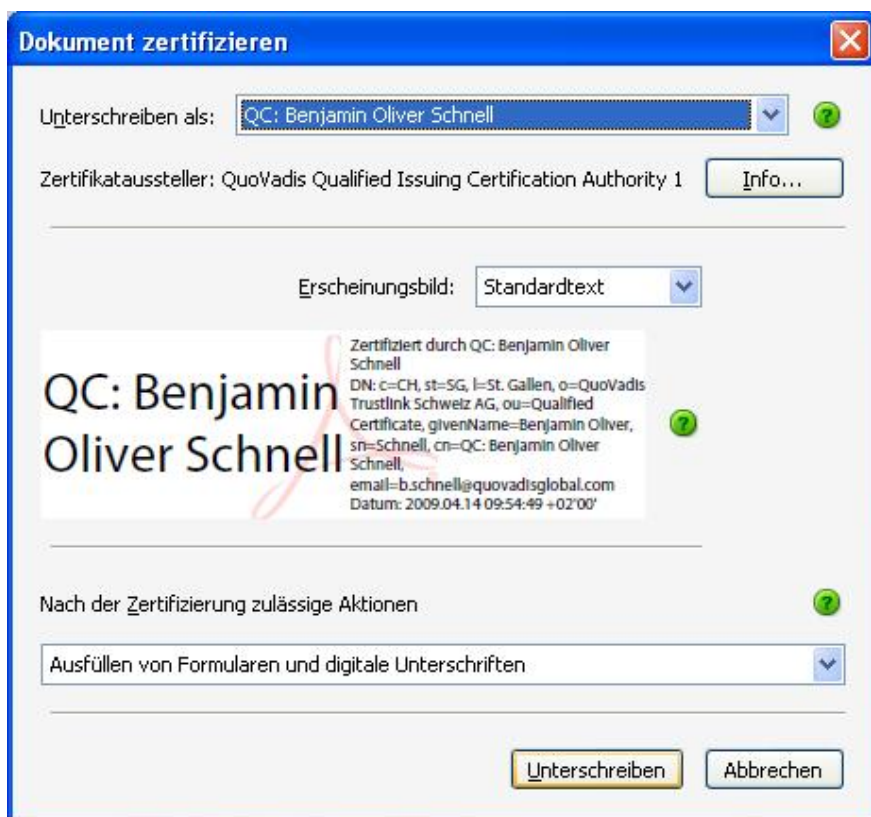 Dokument zertifizieren
Unterschreiben als: QC: Benjamin Oliver Schnell
Zertifikataussteller: QuoVadis Qualified Issuing Certification Authority 1 Info...
Erscheinungsbild: Standardtext
QC: Benjamin
Oliver Schnell
Zertifiziert durch QC: Benjamin Oliver
Schnell
DN: c=CH, st=SG, l=St. Gallen, o=QuoVadis
Trustlink Schweiz AG, ou=Qualified
Certificate, givenName=Benjamin Oliver,
sn=Schnell, cn=QC: Benjamin Oliver
Schnell,
email=b.schnell@quovadisglobal.com
Datum: 2009.04.14 09:54:49 +02'00'
Nach der Zertifizierung zulässige Aktionen
Ausfüllen von Formularen und digitale Unterschriften
Unterschreiben Abbrechen